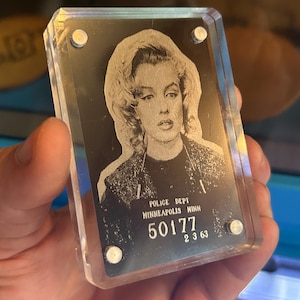 POLICE DEPT
MINNEAPOLIS MINN
50177
2 3 63